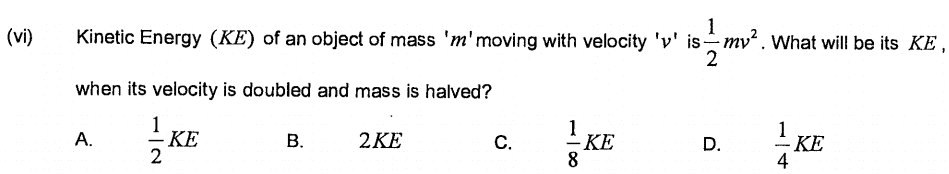 (vi) Kinetic Energy (KE) of an object of mass 'm' moving with velocity 'v' is \frac{1}{2} mv². What will be its KE,
when its velocity is doubled and mass is halved?
A. \frac{1}{2} KE B. 2KE C. \frac{1}{8} KE D. \frac{1}{4} KE